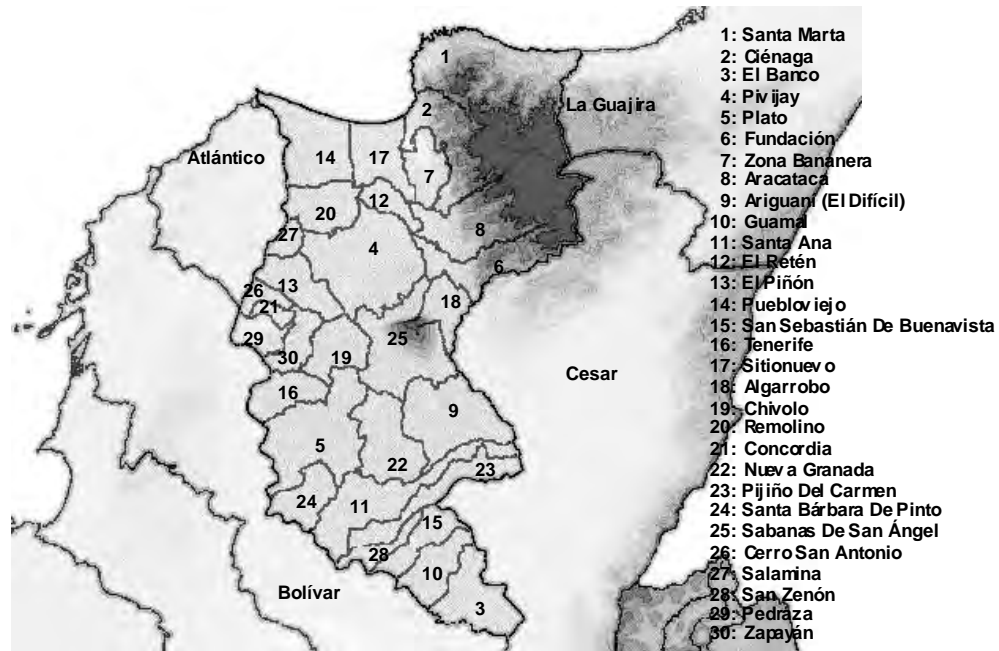 1: Santa Marta
2: Ciénaga
3: El Banco
4: Pivijay
5: Plato
6: Fundación
7: Zona Bananera
8: Aracataca
9: Ariguaní (El Difícil)
10: Guamal
11: Santa Ana
12: El Retén
13: El Piñón
14: Puebloviejo
15: San Sebastián De Buenavista
16: Tenerife
17: Sitionuevo
18: Algarrobo
19: Chivolo
20: Remolino
21: Concordia
22: Nueva Granada
23: Pijiño Del Carmen
24: Santa Bárbara De Pinto
25: Sabanas De San Ángel
26: Cerro San Antonio
27: Salamina
28: San Zenón
29: Pedráza
30: Zapayán
1
2
La Guajira
Atlántico
14
17
7
12
20
8
27
4
6
13
26
18
21
29
25
30
19
Cesar
16
9
5
22
23
24
11
15
28
10
Bolívar
3